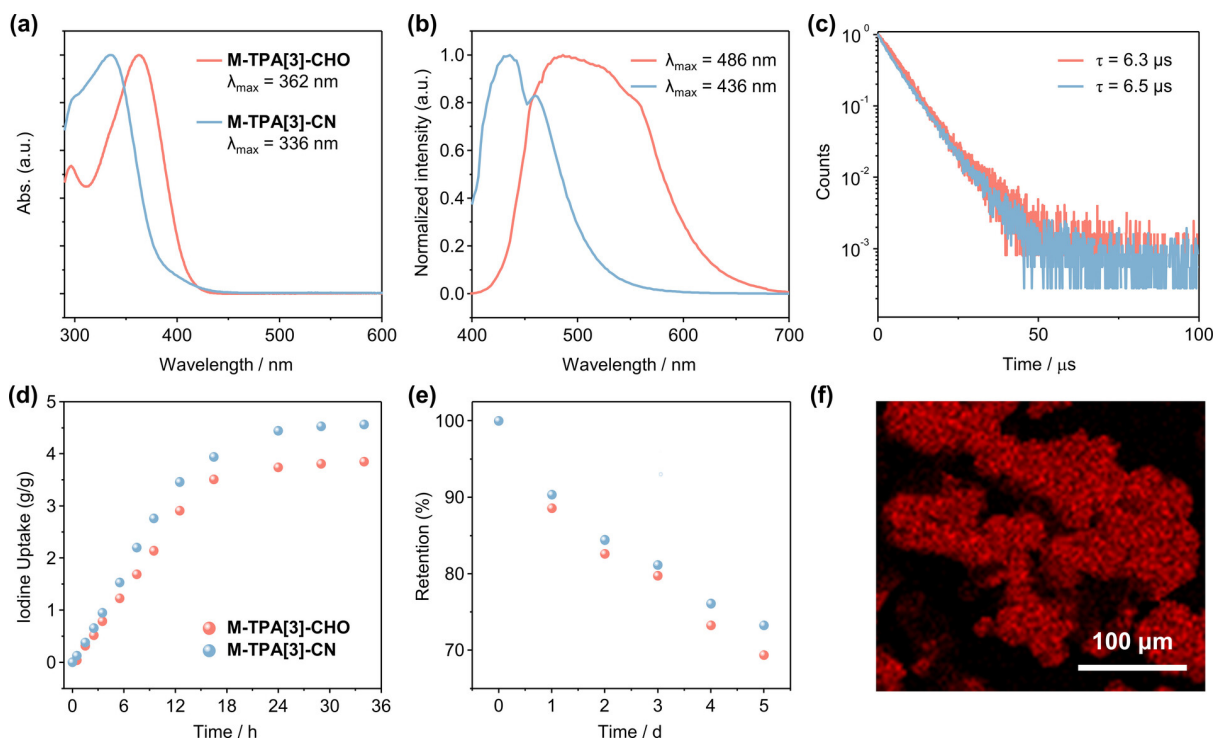 (a)
M-TPA[3]-CHO
λmax = 362 nm
M-TPA[3]-CN
λmax = 336 nm
Abs. (a.u.)
300
400
500
600
Wavelength / nm
(b)
λmax = 486 nm
λmax = 436 nm
Normalized intensity (a.u.)
1.0
0.8
0.6
0.4
0.2
0.0
400
500
600
700
Wavelength / nm
(c)
τ = 6.3 μs
τ = 6.5 μs
Counts
10⁰
10⁻¹
10⁻²
10⁻³
0
50
100
Time / μs
(d)
Iodine Uptake (g/g)
5
4
3
2
1
0
M-TPA[3]-CHO
M-TPA[3]-CN
0
6
12
18
24
30
36
Time / h
(e)
Retention (%)
100
90
80
70
0
1
2
3
4
5
Time / d
(f)
100 μm